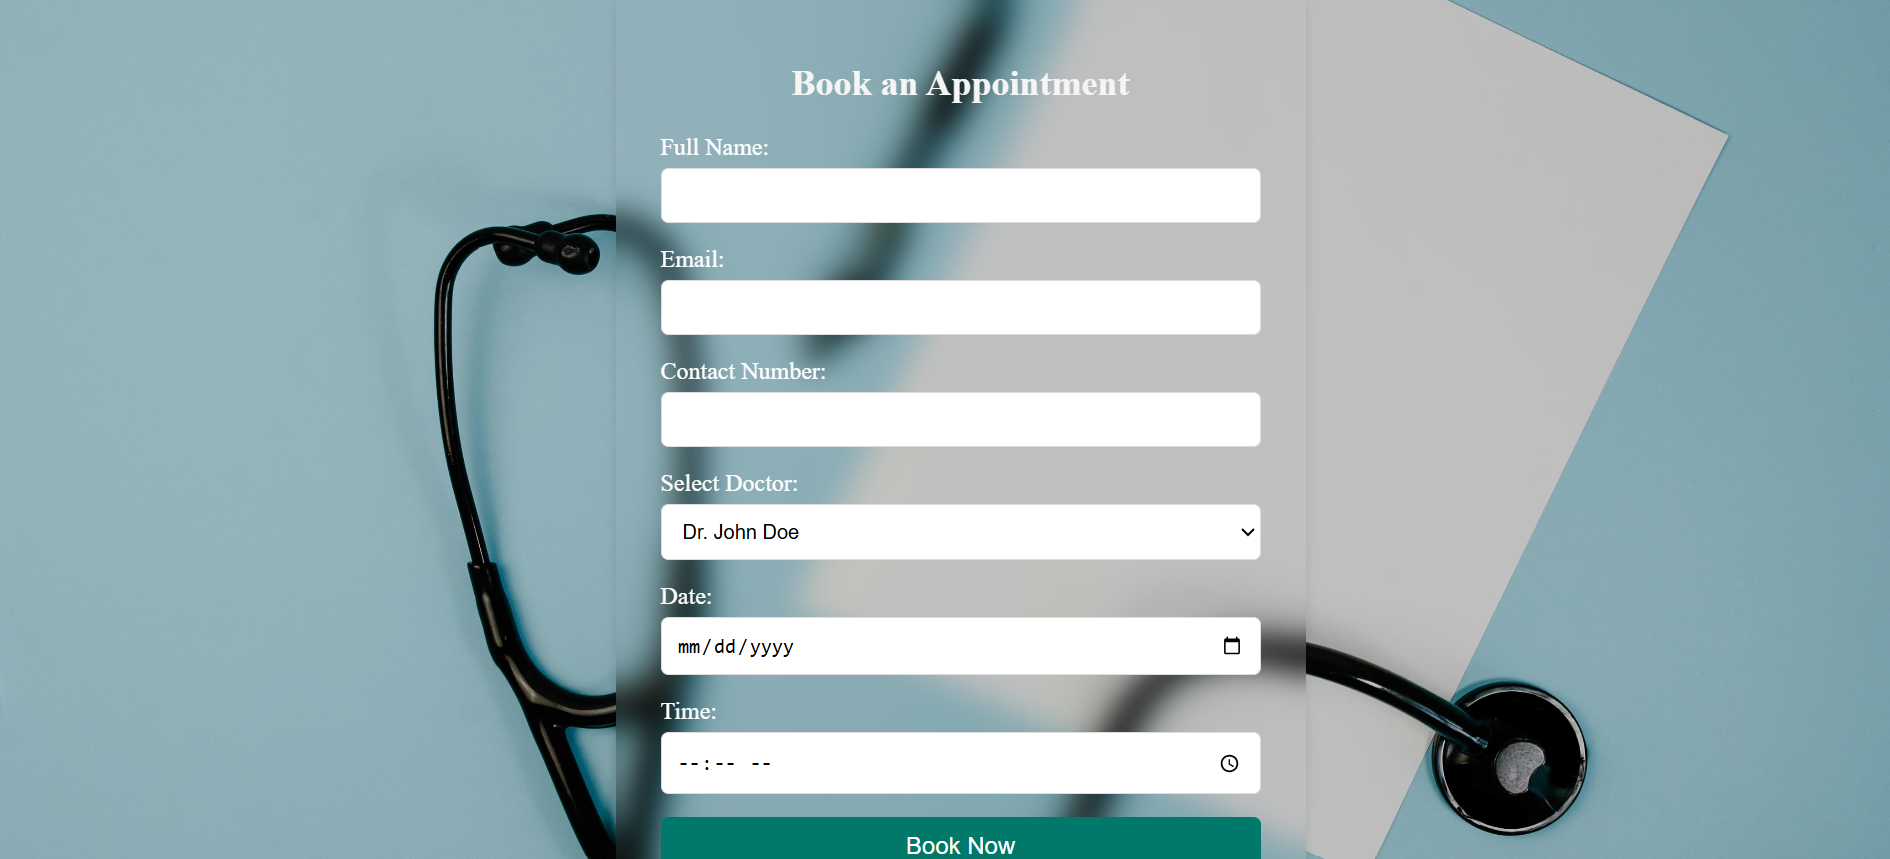 Book an Appointment
Full Name:
Email:
Contact Number:
Select Doctor:
Dr. John Doe
Date:
mm/dd/yyyy
Time:
--:-- --
Book Now